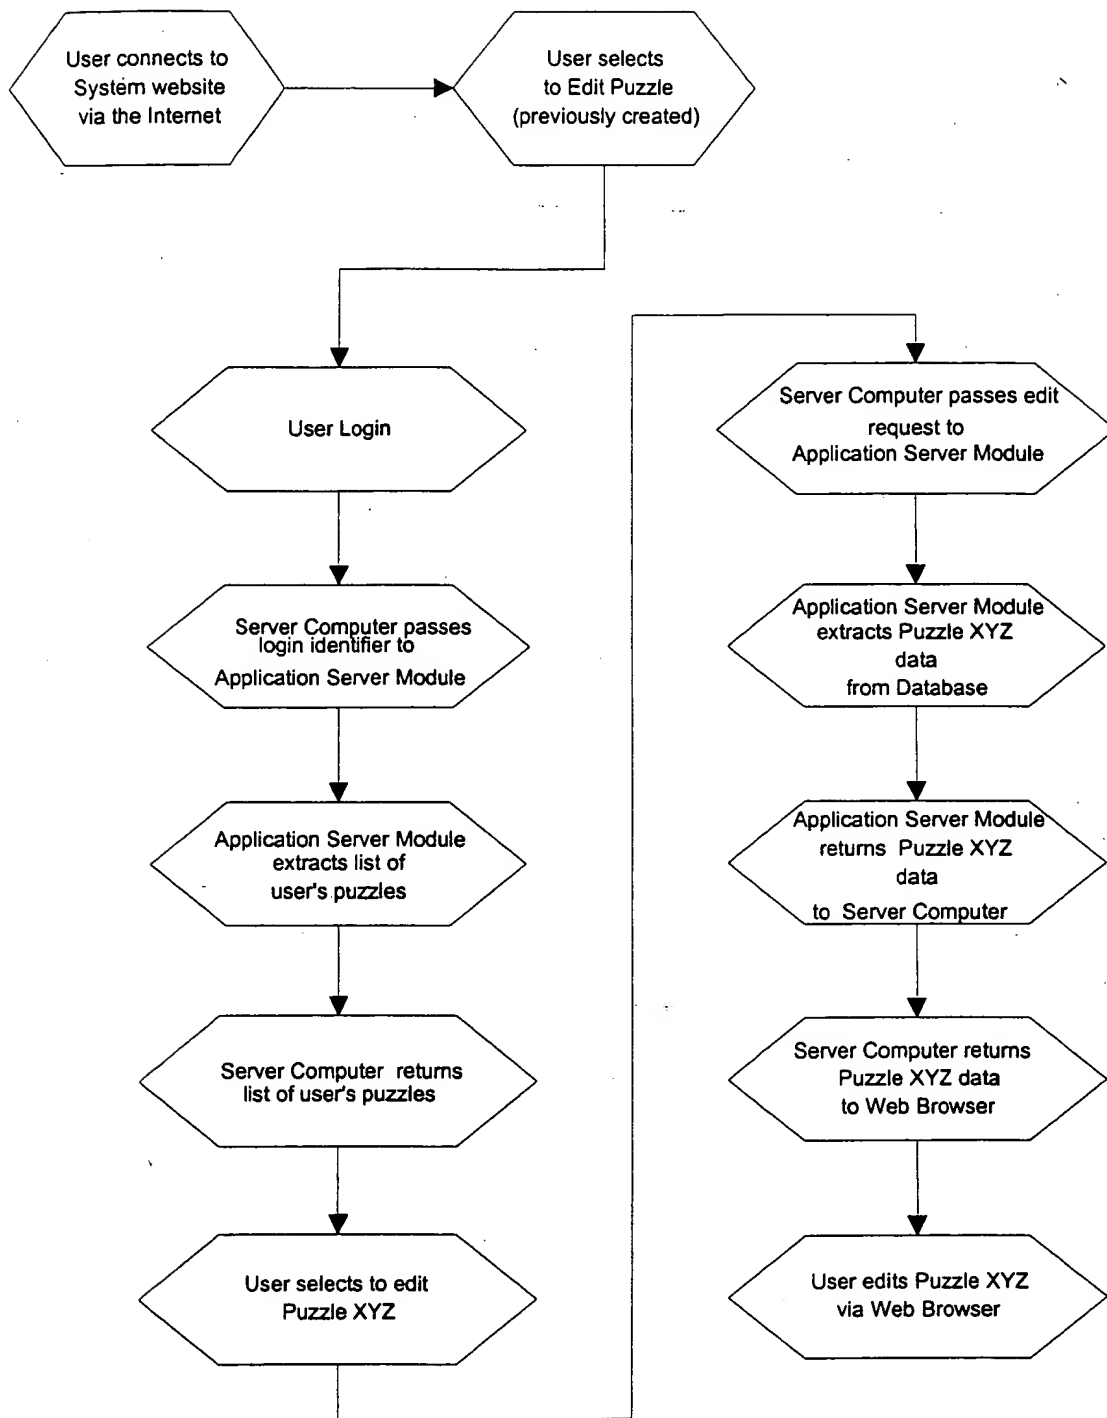 User connects to
System website
via the Internet
User selects
to Edit Puzzle
(previously created)
User Login
Server Computer passes
login identifier to
Application Server Module
Application Server Module
extracts list of
user's puzzles
Server Computer returns
list of user's puzzles
User selects to edit
Puzzle XYZ
Server Computer passes edit
request to
Application Server Module
Application Server Module
extracts Puzzle XYZ
data
from Database
Application Server Module
returns Puzzle XYZ
data
to Server Computer
Server Computer returns
Puzzle XYZ data
to Web Browser
User edits Puzzle XYZ
via Web Browser